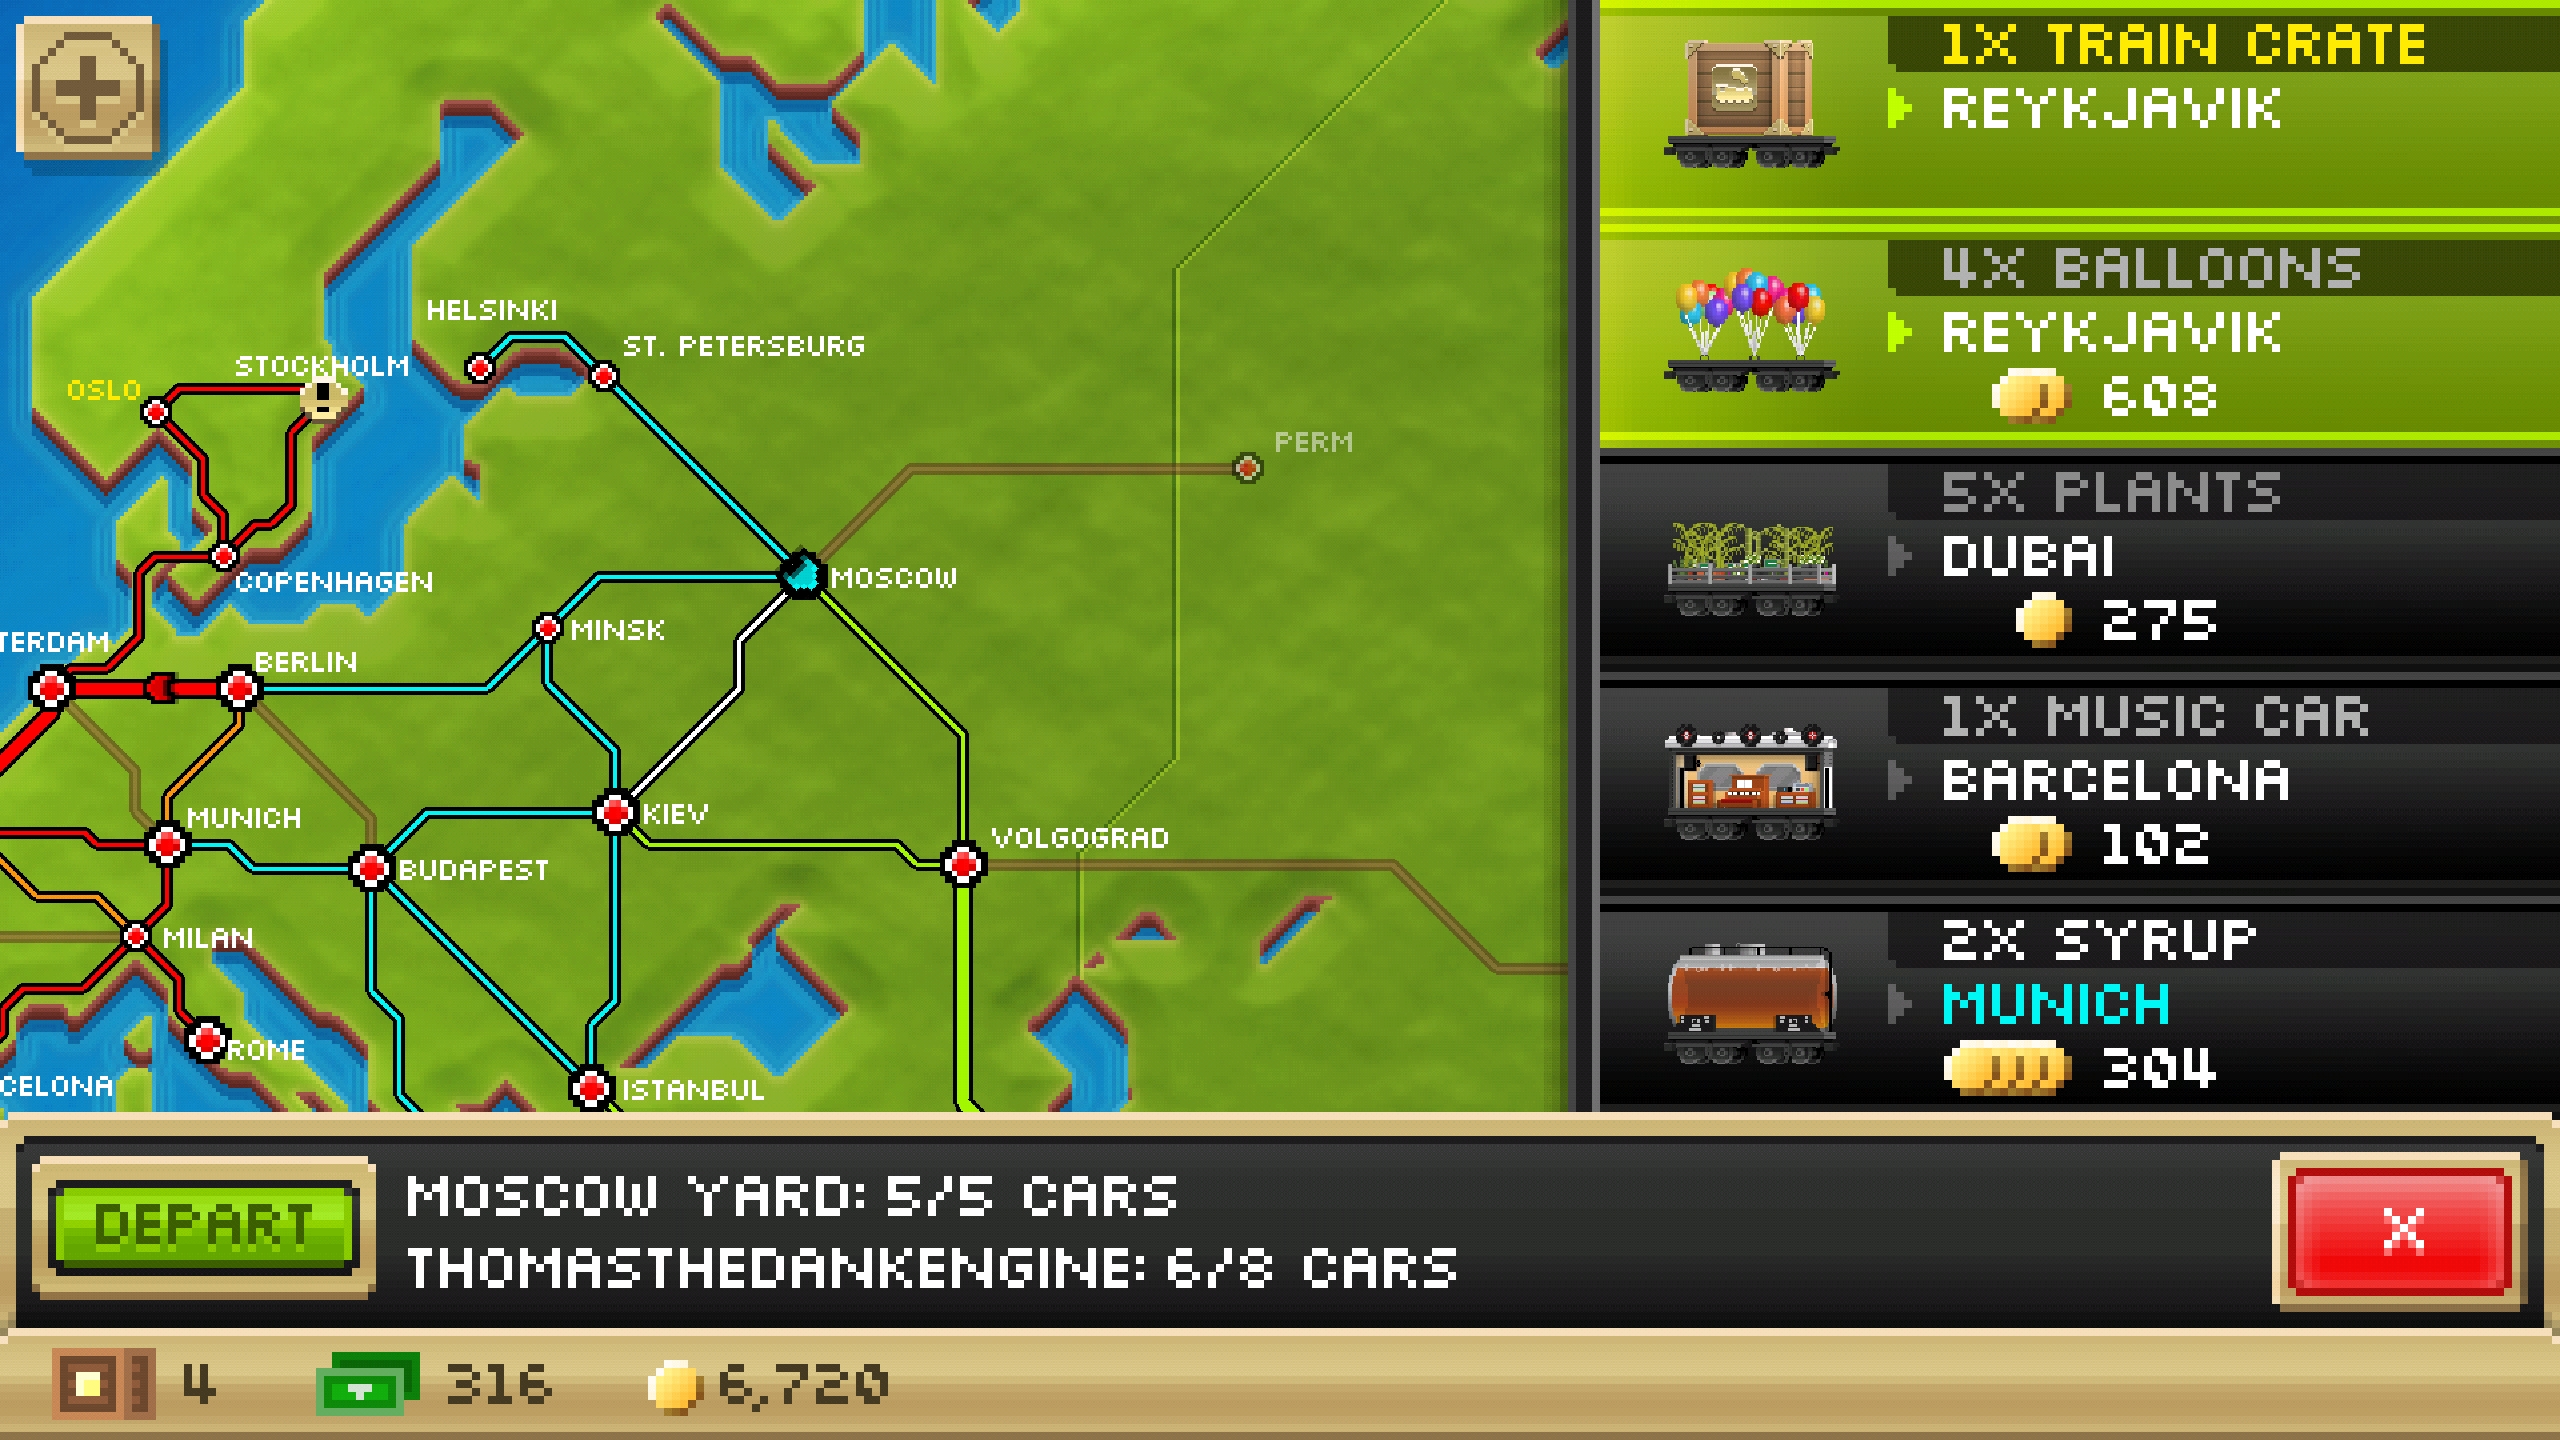 HELSINKI
ST. PETERSBURG
STOCKHOLM
OSLO
PERM
COPENHAGEN
MOSCOW
MINSK
TERDAM
BERLIN
MUNICH
KIEV
VOLGOGRAD
BUDAPEST
MILAN
ROME
CELONA
ISTANBUL
1X TRAIN CRATE
REYKJAVIK
4X BALLOONS
REYKJAVIK
608
5X PLANTS
DUBAI
275
1X MUSIC CAR
BARCELONA
102
2X SYRUP
MUNICH
304
DEPART
MOSCOW YARD: 5/5 CARS
THOMASTHEDANKENGINE: 6/8 CARS
X
4
316
6,720